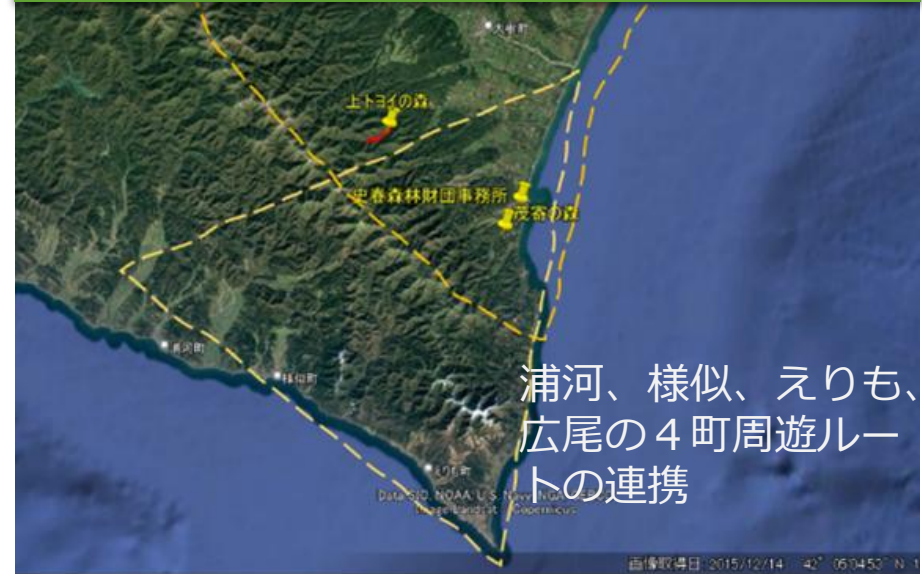 大樹町
上トヨイの森
史春森林財団事務所
茂寄の森
浦河町
様似町
えりも町
浦河、様似、えりも、
広尾の４町周遊ルー
トの連携
Data SIO, NOAA, U.S. Navy, NGA, GEBCO
Image Landsat / Copernicus
画像取得日: 2015/12/14